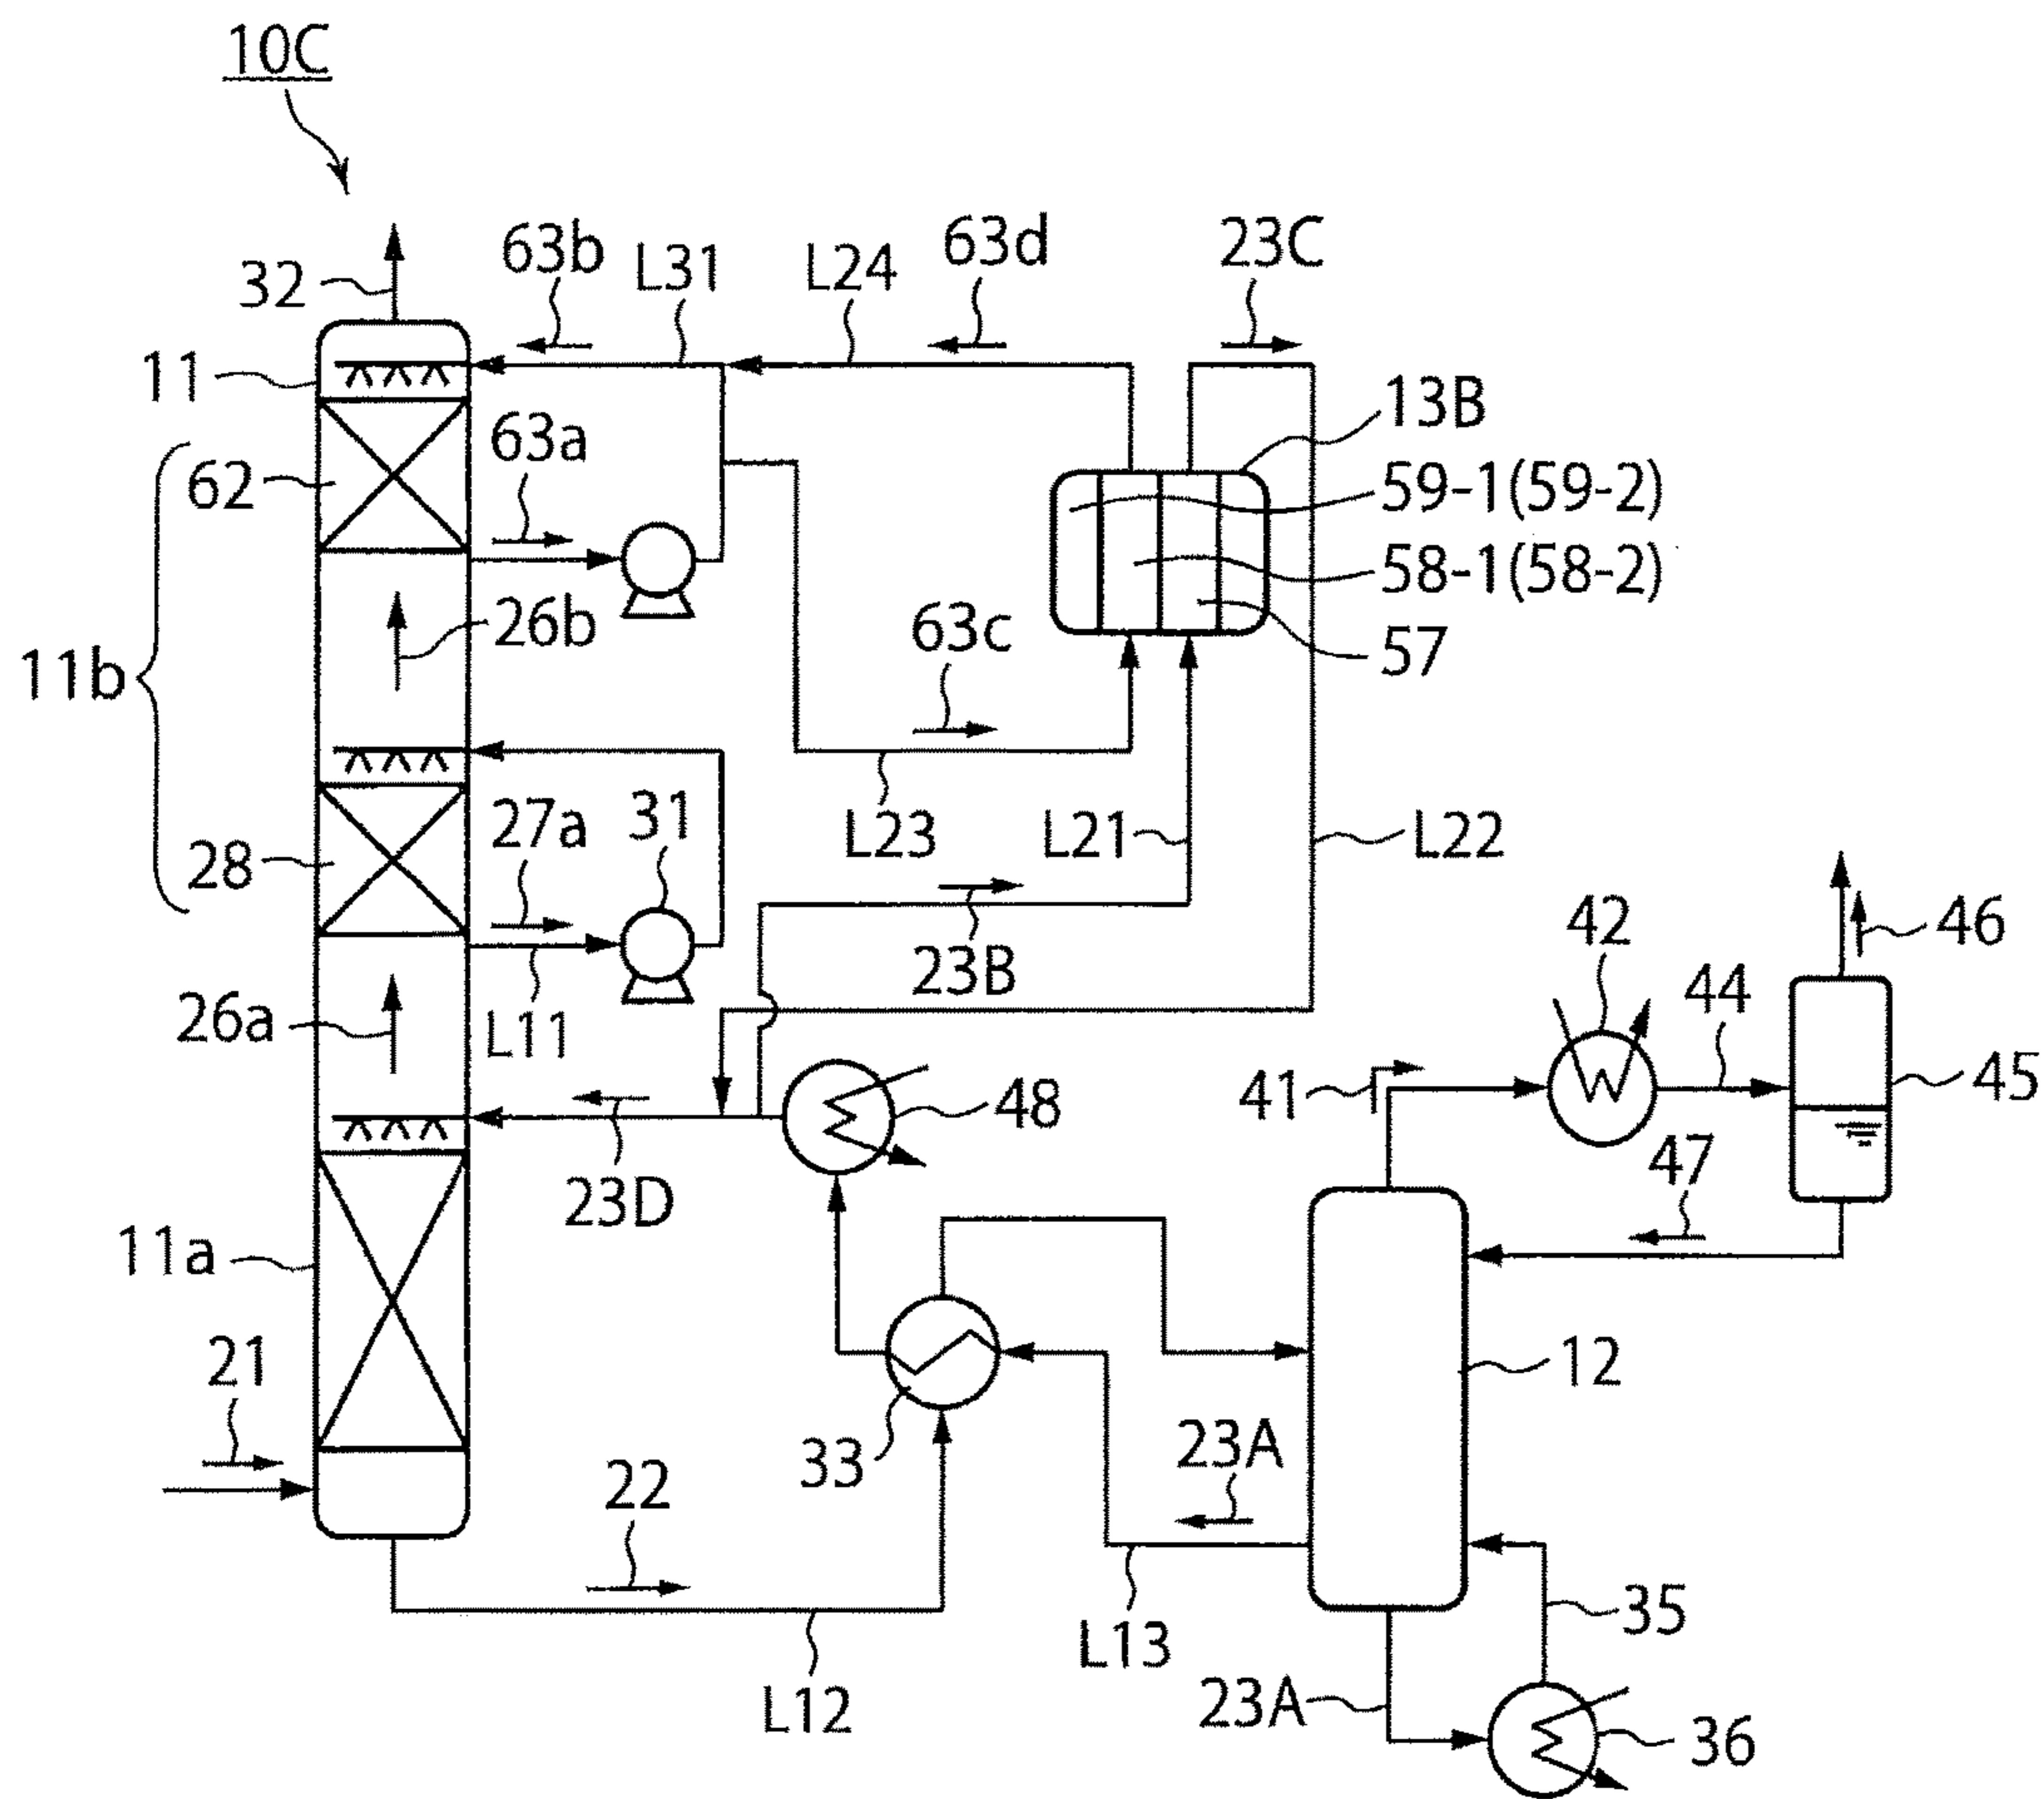 10C
63b
L31
L24
63d
23C
32
11
13B
63a
62
59-1(59-2)
58-1(58-2)
26b
63c
57
11b
27a
31
L23
L21
L22
28
42
46
23B
44
26a
L11
41
48
45
47
23D
11a
12
21
33
23A
22
35
L13
L12
23A
36